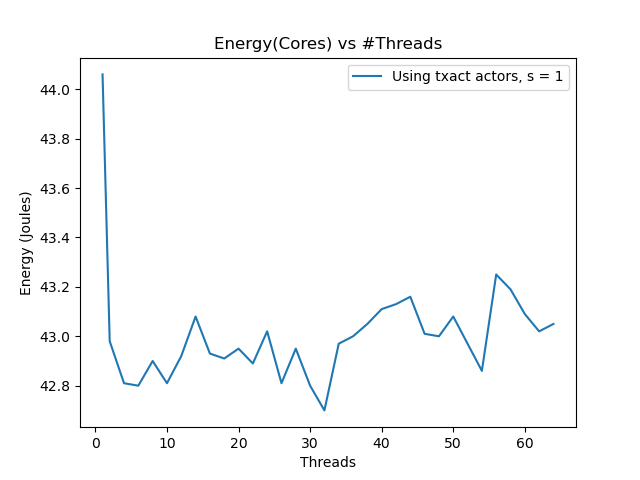 Energy(Cores) vs #Threads
Using txact actors, s = 1
44.0
43.8
43.6
43.4
43.2
43.0
42.8
Energy (Joules)
0 10 20 30 40 50 60
Threads